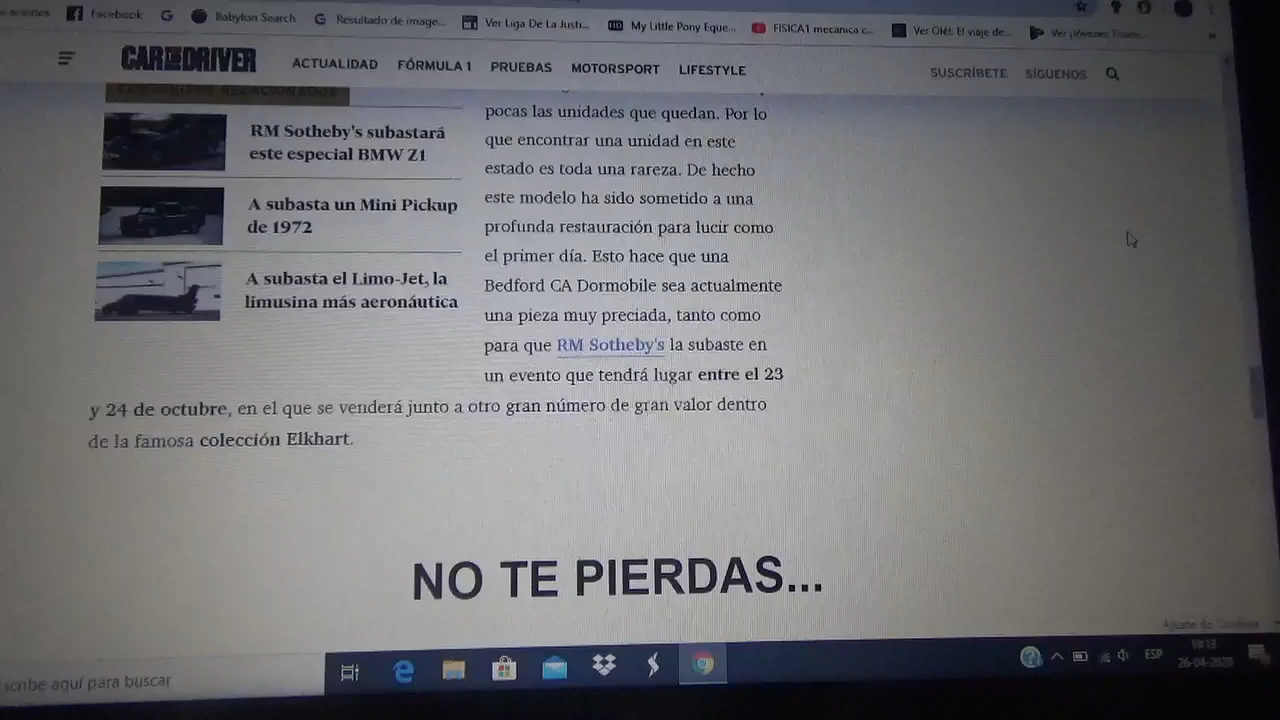 Facebook
Babylon Search
Resultado de image...
Ver Liga De La Justi...
My Little Pony Eque...
FISICA1 mecanica c...
Ver Olét: El viaje de...
CAR AND DRIVER
ACTUALIDAD
FÓRMULA 1
PRUEBAS
MOTORSPORT
LIFESTYLE
SUSCRÍBETE
SÍGUENOS
RM Sotheby's subastará
este especial BMW Z1
A subasta un Mini Pickup
de 1972
A subasta el Limo-Jet, la
limusina más aeronáutica
pocas las unidades que quedan. Por lo
que encontrar una unidad en este
estado es toda una rareza. De hecho
este modelo ha sido sometido a una
profunda restauración para lucir como
el primer día. Esto hace que una
Bedford CA Dormobile sea actualmente
una pieza muy preciada, tanto como
para que RM Sotheby's la subaste en
un evento que tendrá lugar entre el 23
y 24 de octubre, en el que se venderá junto a otro gran número de gran valor dentro
de la famosa colección Elkhart.
NO TE PIERDAS...
scribe aquí para buscar
ESP
26-04-2020